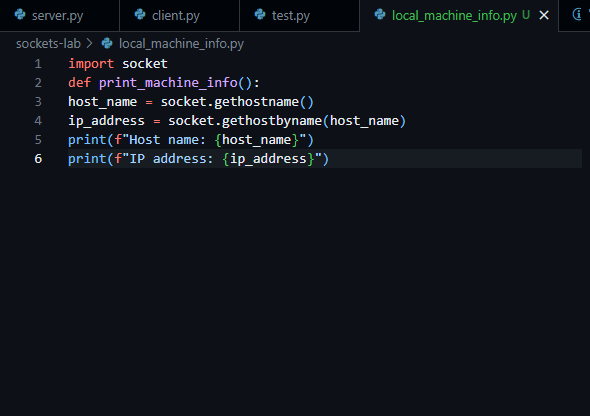 server.py client.py test.py local_machine_info.py U
sockets-lab > local_machine_info.py
1 import socket
2 def print_machine_info():
3 host_name = socket.gethostname()
4 ip_address = socket.gethostbyname(host_name)
5 print(f"Host name: {host_name}")
6 print(f"IP address: {ip_address}")